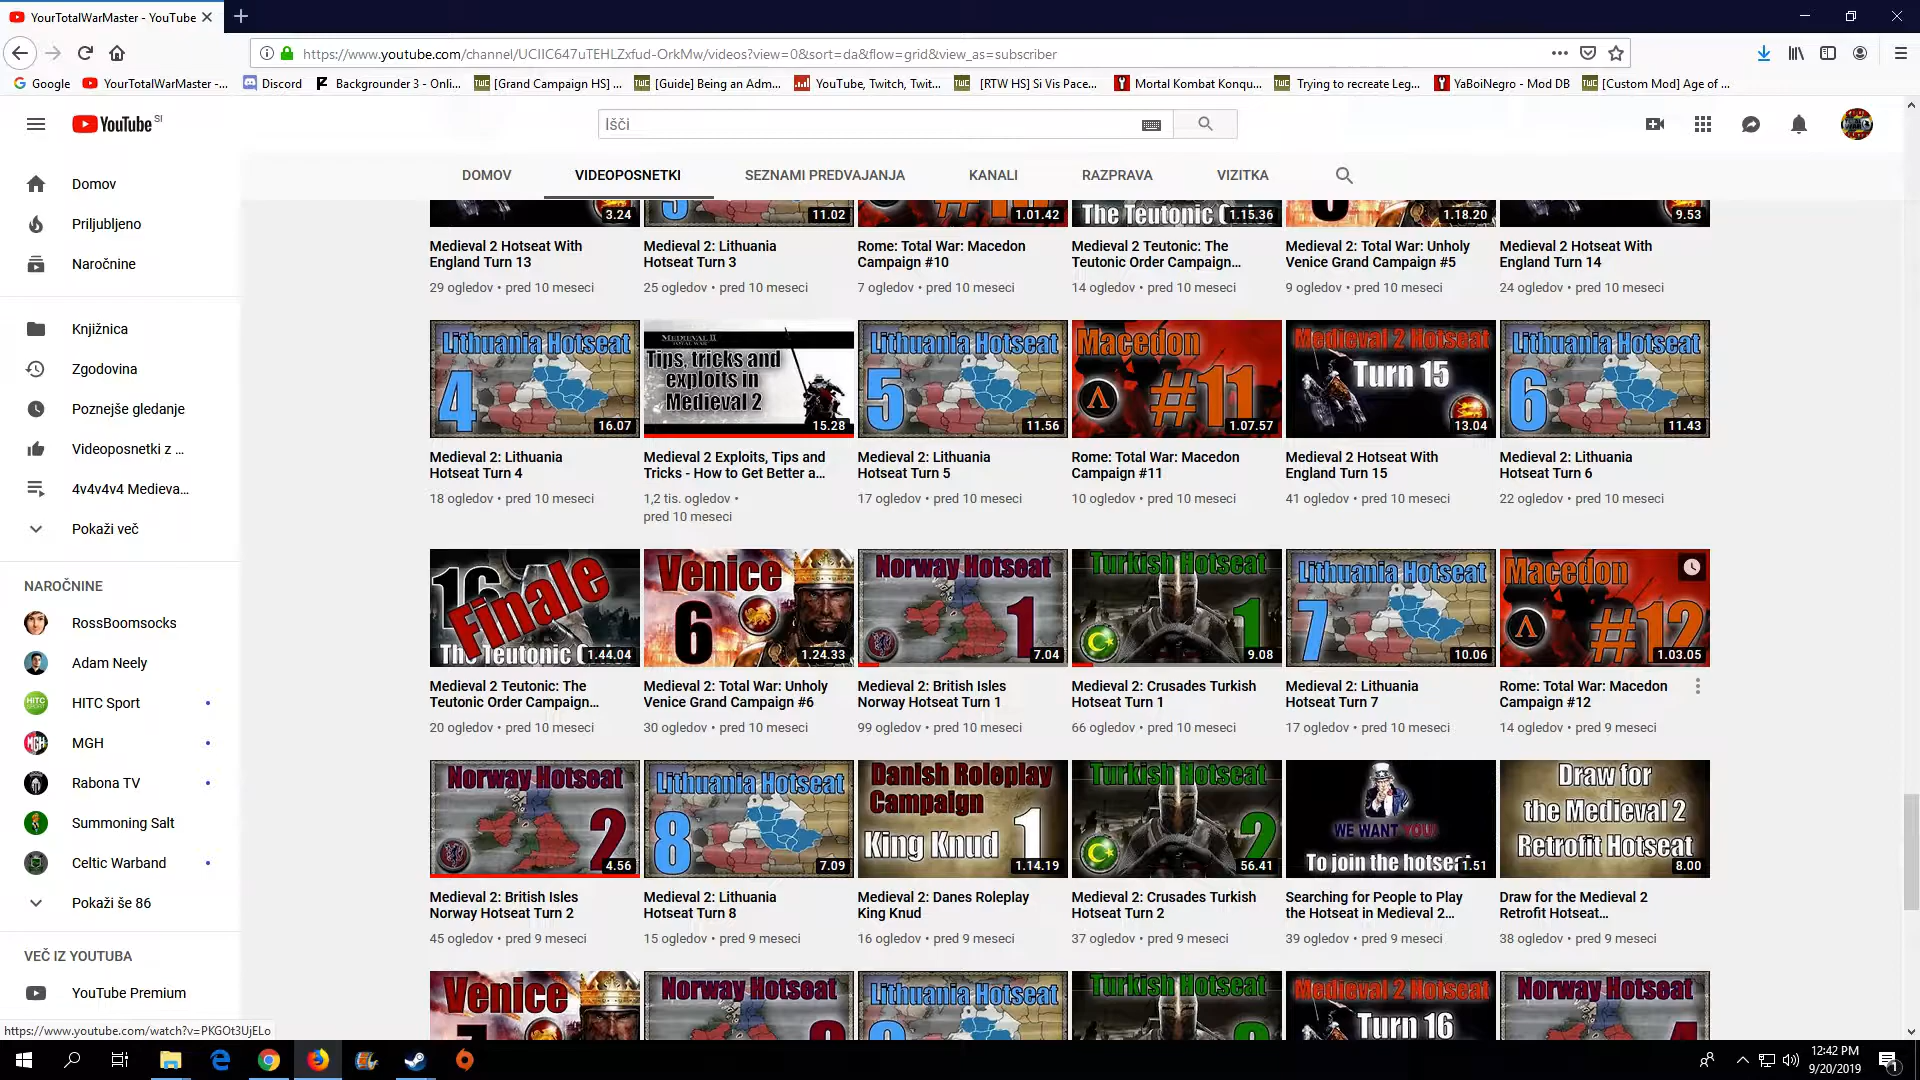 YourTotalWarMaster - YouTube
https://www.youtube.com/channel/UCIIC647uTEHLZxfud-OrkMw/videos?view=0&sort=da&flow=grid&view_as=subscriber
Google
YourTotalWarMaster -...
Discord
Backgrounder 3 - Onli...
[Grand Campaign HS] ...
[Guide] Being an Adm...
YouTube, Twitch, Twit...
[RTW HS] Si Vis Pace...
Mortal Kombat Konqu...
Trying to recreate Leg...
YaBoiNegro - Mod DB
[Custom Mod] Age of ...
YouTube SI
Išči
DOMOV
VIDEOPOSNETKI
SEZNAMI PREDVAJANJA
KANALI
RAZPRAVA
VIZITKA
Domov
Priljubljeno
Naročnine
Knjižnica
Zgodovina
Poznejše gledanje
Videoposnetki z ...
4v4v4v4 Medieva...
Pokaži več
NAROČNINE
RossBoomsocks
Adam Neely
HITC Sport
MGH
Rabona TV
Summoning Salt
Celtic Warband
Pokaži še 86
VEČ IZ YOUTUBA
YouTube Premium
https://www.youtube.com/watch?v=PKGOt3UjELo
3.24
11.02
1.01.42
The Teutonic O
1.15.36
1.18.20
9.53
Medieval 2 Hotseat With
England Turn 13
29 ogledov • pred 10 meseci
Medieval 2: Lithuania
Hotseat Turn 3
25 ogledov • pred 10 meseci
Rome: Total War: Macedon
Campaign #10
7 ogledov • pred 10 meseci
Medieval 2 Teutonic: The
Teutonic Order Campaign...
14 ogledov • pred 10 meseci
Medieval 2: Total War: Unholy
Venice Grand Campaign #5
9 ogledov • pred 10 meseci
Medieval 2 Hotseat With
England Turn 14
24 ogledov • pred 10 meseci
Lithuania Hotseat
4
16.07
MEDIEVAL II
TOTAL WAR
Tips, tricks and
exploits in
Medieval 2
15.28
Lithuania Hotseat
5
11.56
Macedon
#11
1.07.57
Medieval 2 Hotseat
Turn 15
13.04
Lithuania Hotseat
6
11.43
Medieval 2: Lithuania
Hotseat Turn 4
18 ogledov • pred 10 meseci
Medieval 2 Exploits, Tips and
Tricks - How to Get Better a...
1,2 tis. ogledov •
pred 10 meseci
Medieval 2: Lithuania
Hotseat Turn 5
17 ogledov • pred 10 meseci
Rome: Total War: Macedon
Campaign #11
10 ogledov • pred 10 meseci
Medieval 2 Hotseat With
England Turn 15
41 ogledov • pred 10 meseci
Medieval 2: Lithuania
Hotseat Turn 6
22 ogledov • pred 10 meseci
16
Finale
The Teutonic O
1.44.04
Venice
6
1.24.33
Norway Hotseat
1
7.04
Turkish Hotseat
1
9.08
Lithuania Hotseat
7
10.06
Macedon
#12
1.03.05
Medieval 2 Teutonic: The
Teutonic Order Campaign...
20 ogledov • pred 10 meseci
Medieval 2: Total War: Unholy
Venice Grand Campaign #6
30 ogledov • pred 10 meseci
Medieval 2: British Isles
Norway Hotseat Turn 1
99 ogledov • pred 10 meseci
Medieval 2: Crusades Turkish
Hotseat Turn 1
66 ogledov • pred 10 meseci
Medieval 2: Lithuania
Hotseat Turn 7
17 ogledov • pred 10 meseci
Rome: Total War: Macedon
Campaign #12
14 ogledov • pred 9 meseci
Norway Hotseat
2
4.56
Lithuania Hotseat
8
7.09
Danish Roleplay
Campaign
King Knud 1
1.14.19
Turkish Hotseat
2
56.41
WE WANT YOU!
To join the hotseat
1.51
Draw for
the Medieval 2
Retrofit Hotseat
8.00
Medieval 2: British Isles
Norway Hotseat Turn 2
45 ogledov • pred 9 meseci
Medieval 2: Lithuania
Hotseat Turn 8
15 ogledov • pred 9 meseci
Medieval 2: Danes Roleplay
King Knud
16 ogledov • pred 9 meseci
Medieval 2: Crusades Turkish
Hotseat Turn 2
37 ogledov • pred 9 meseci
Searching for People to Play
the Hotseat in Medieval 2...
39 ogledov • pred 9 meseci
Draw for the Medieval 2
Retrofit Hotseat...
38 ogledov • pred 9 meseci
Venice
Norway Hotseat
Lithuania Hotseat
Turkish Hotseat
Medieval 2 Hotseat
Turn 16
Norway Hotseat
12:42 PM
9/20/2019
1